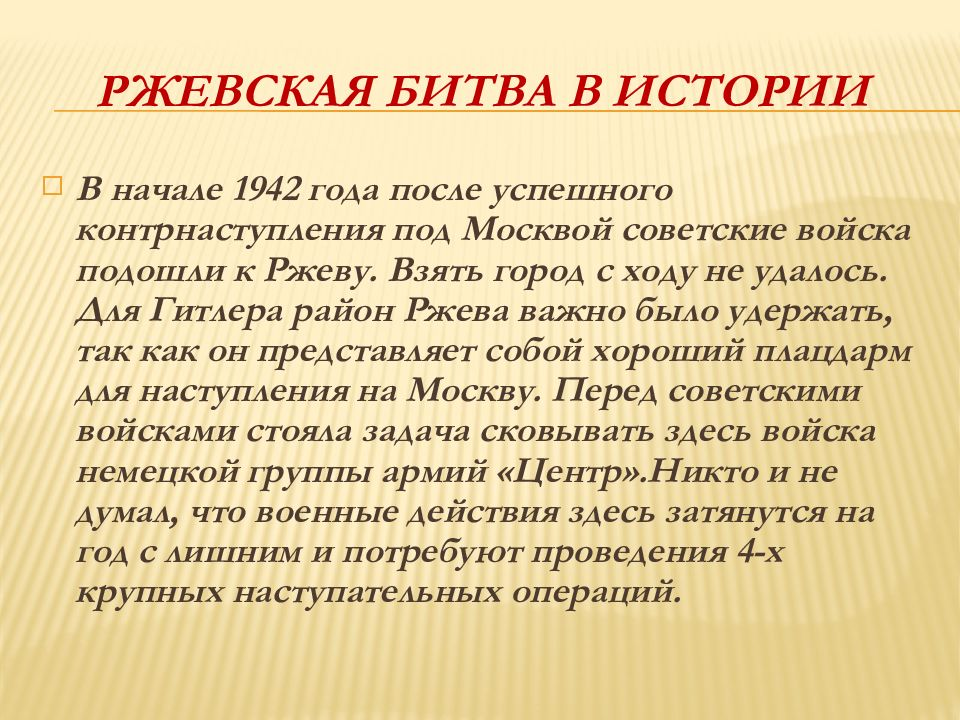 РЖЕВСКАЯ БИТВА В ИСТОРИИ
В начале 1942 года после успешного
контрнаступления под Москвой советские войска
подошли к Ржеву. Взять город с ходу не удалось.
Для Гитлера район Ржева важно было удержать,
так как он представляет собой хороший плацдарм
для наступления на Москву. Перед советскими
войсками стояла задача сковывать здесь войска
немецкой группы армий «Центр».Никто и не
думал, что военные действия здесь затянутся на
год с лишним и потребуют проведения 4-х
крупных наступательных операций.